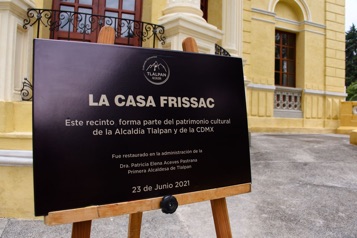 TLALPAN
LA CASA FRISSAC
Este recinto forma parte del patrimonio cultural
de la Alcaldía Tlalpan y de la CDMX
Fue restaurado en la administración de la
Dra. Patricia Elena Aceves Pastrana
Primera Alcaldesa de Tlalpan
23 de Junio 2021